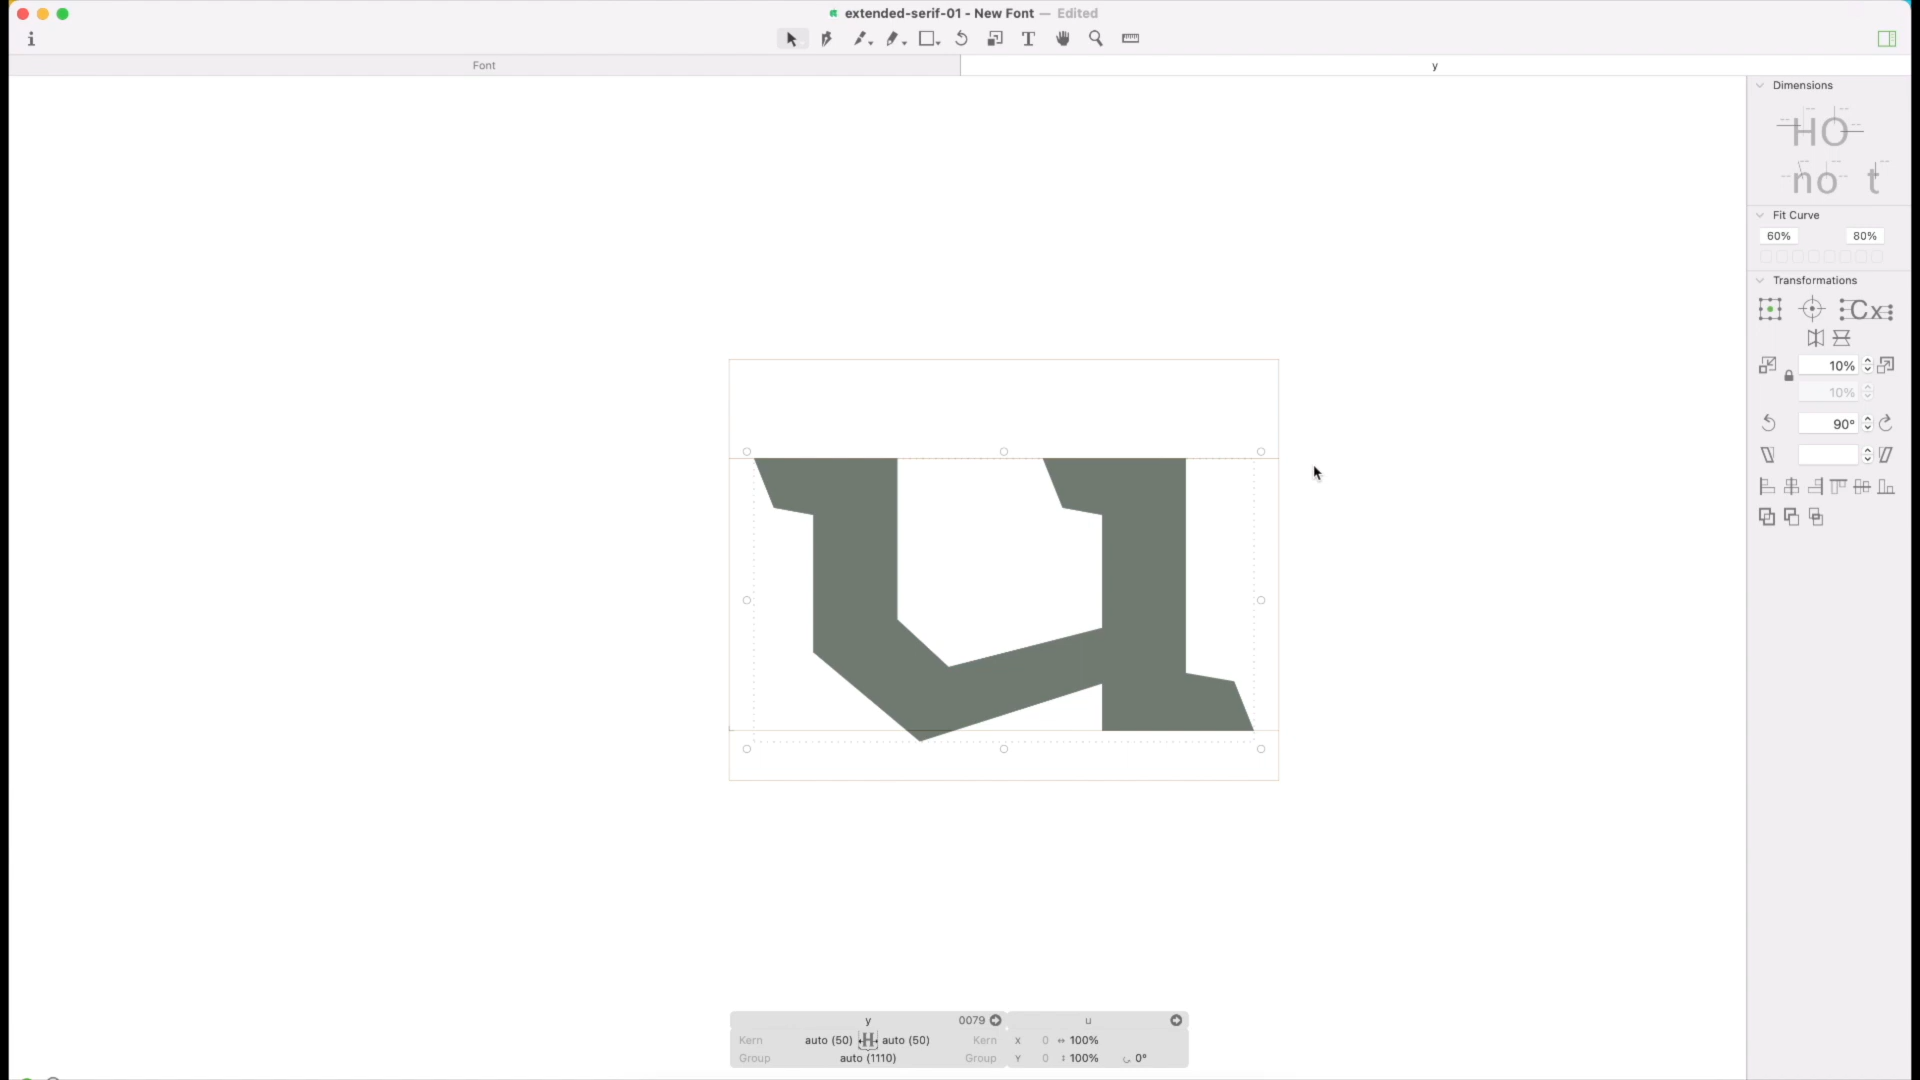 extended-serif-01 - New Font — Edited
Font
y
Dimensions
HO
no t
Fit Curve
60% 80%
Transformations
Cx
10%
10%
90°
y 0079 u
Kern auto (50) H auto (50) Kern X 0 ↔ 100%
Group auto (1110) Group Y 0 ↕ 100% 0°